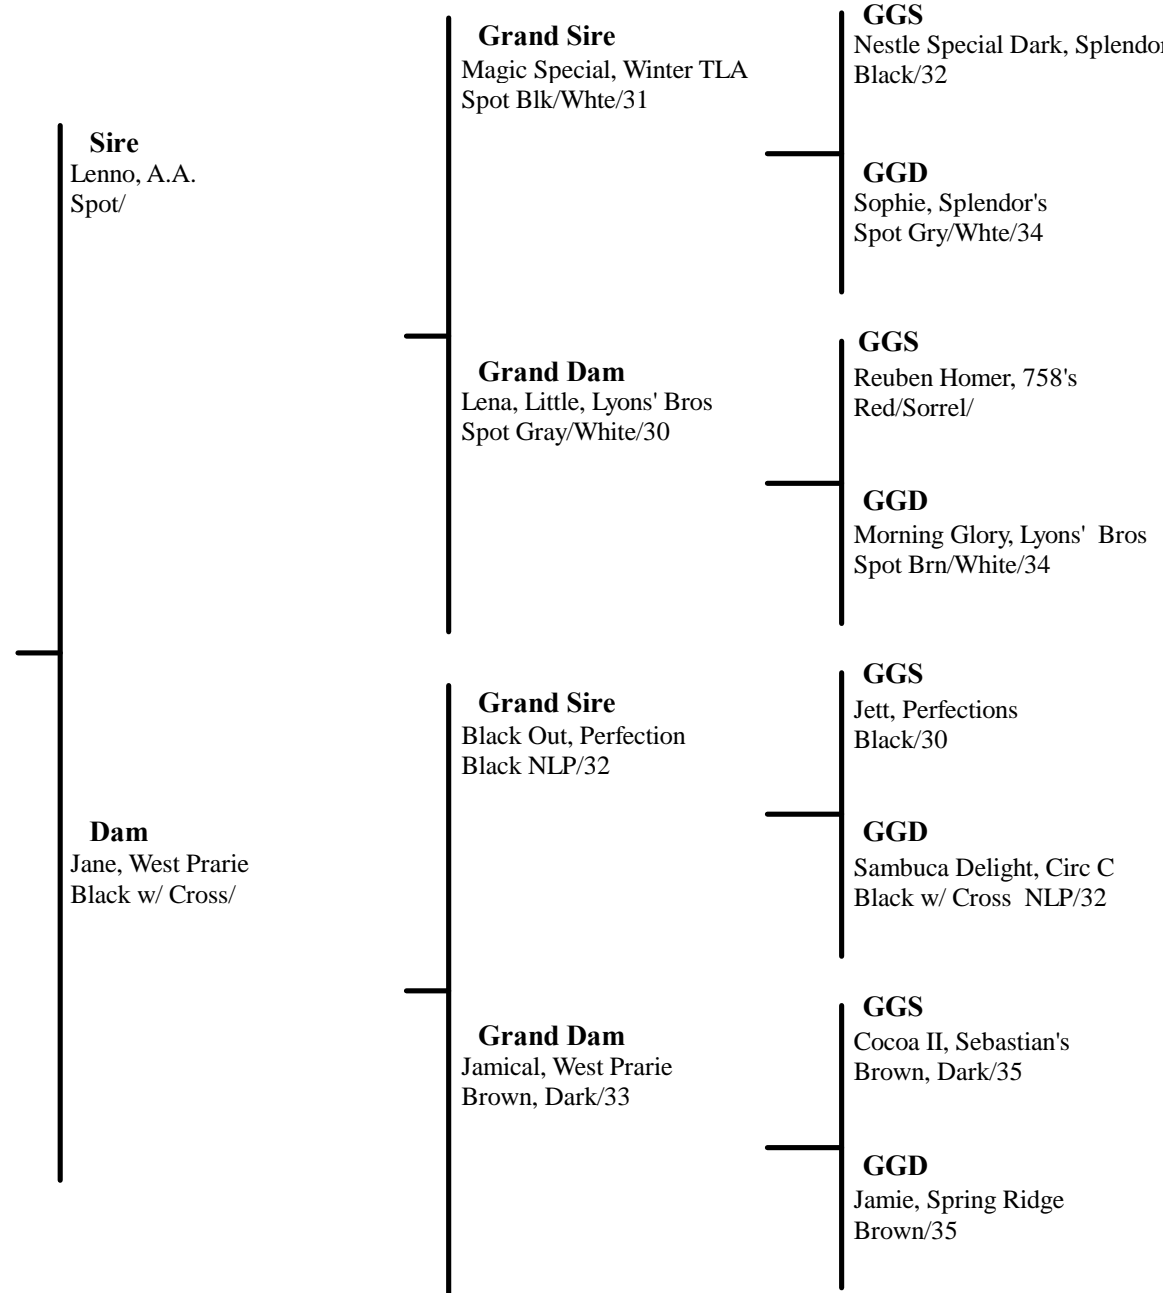 Sire
Lenno, A.A.
Spot/
Dam
Jane, West Prarie
Black w/ Cross/
Grand Sire
Magic Special, Winter TLA
Spot Blk/Whte/31
Grand Dam
Lena, Little, Lyons' Bros
Spot Gray/White/30
Grand Sire
Black Out, Perfection
Black NLP/32
Grand Dam
Jamical, West Prarie
Brown, Dark/33
GGS
Nestle Special Dark, Splendor
Black/32
GGD
Sophie, Splendor's
Spot Gry/Whte/34
GGS
Reuben Homer, 758's
Red/Sorrel/
GGD
Morning Glory, Lyons' Bros
Spot Brn/White/34
GGS
Jett, Perfections
Black/30
GGD
Sambuca Delight, Circ C
Black w/ Cross NLP/32
GGS
Cocoa II, Sebastian's
Brown, Dark/35
GGD
Jamie, Spring Ridge
Brown/35